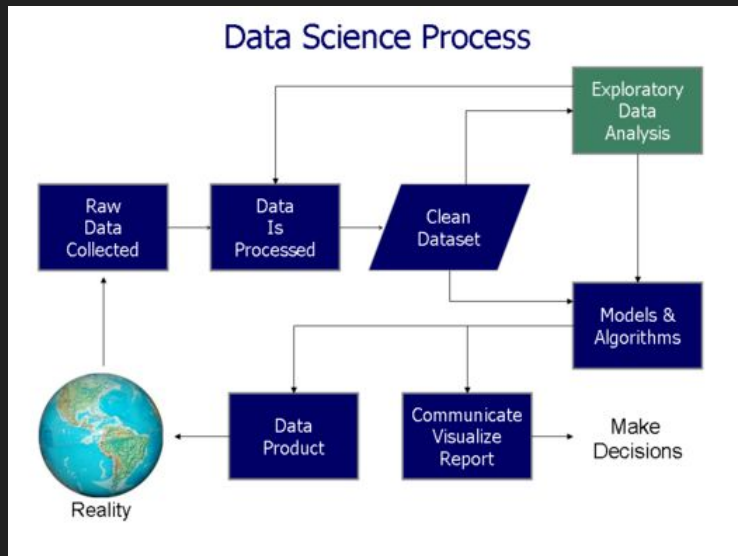 Data Science Process
Exploratory
Data
Analysis
Raw
Data
Collected
Data
Is
Processed
Clean
Dataset
Models &
Algorithms
Data
Product
Communicate
Visualize
Report
Make
Decisions
Reality